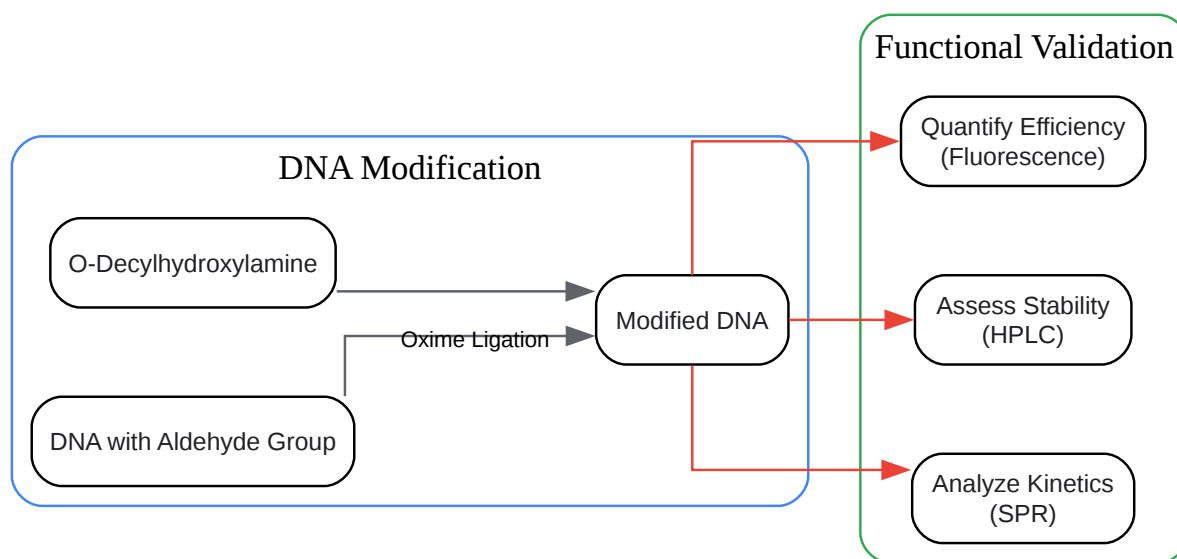 DNA Modification
O-Decylhydroxylamine
DNA with Aldehyde Group
Oxime Ligation
Modified DNA
Functional Validation
Quantify Efficiency
(Fluorescence)
Assess Stability
(HPLC)
Analyze Kinetics
(SPR)